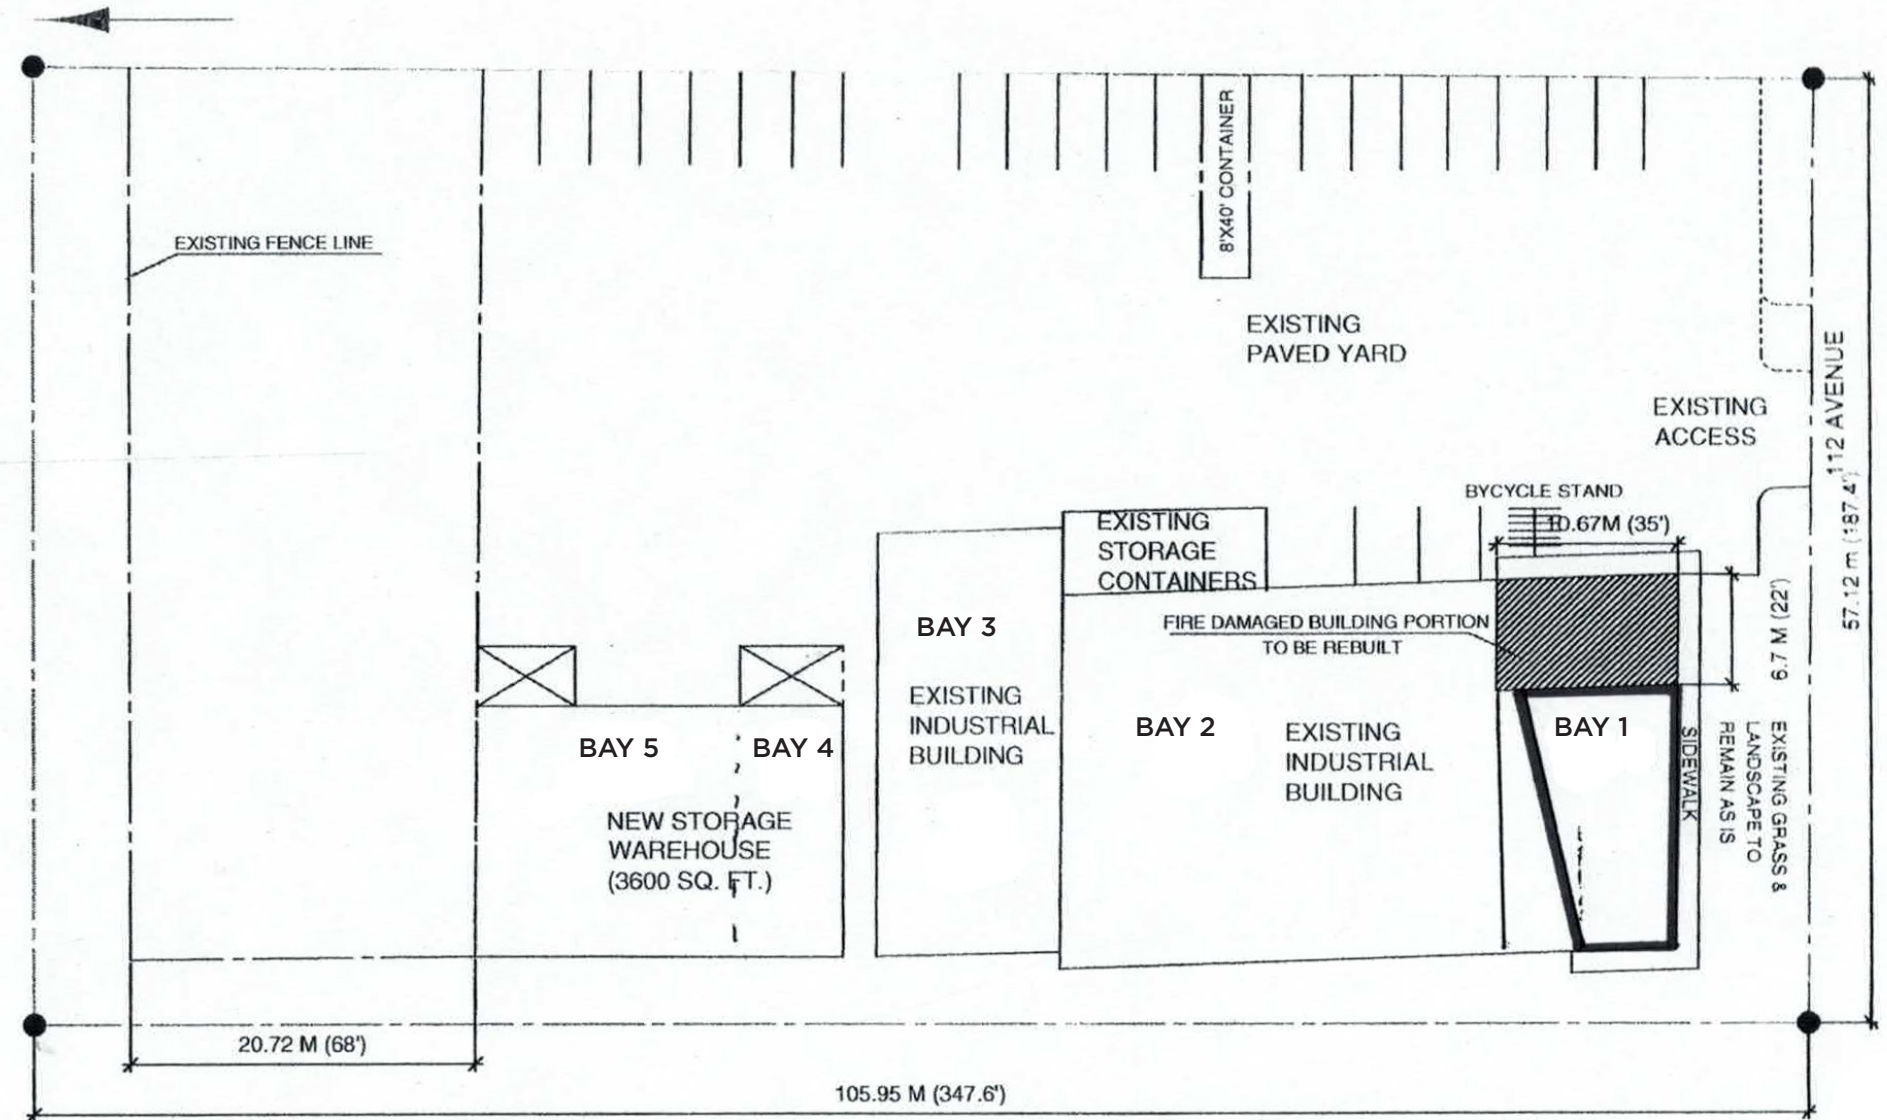 8'X40' CONTAINER
EXISTING FENCE LINE
EXISTING
PAVED YARD
EXISTING
ACCESS
112 AVENUE
57.12 m (187.4')
BYCYCLE STAND
10.67M (35')
EXISTING
STORAGE
CONTAINERS
6.7 M (22')
FIRE DAMAGED BUILDING PORTION
TO BE REBUILT
BAY 3
EXISTING
INDUSTRIAL
BUILDING
BAY 2
EXISTING
INDUSTRIAL
BUILDING
BAY 1
SIDEWALK
EXISTING GRASS &
LANDSCAPE TO
REMAIN AS IS
BAY 5
BAY 4
NEW STORAGE
WAREHOUSE
(3600 SQ. FT.)
20.72 M (68')
105.95 M (347.6')